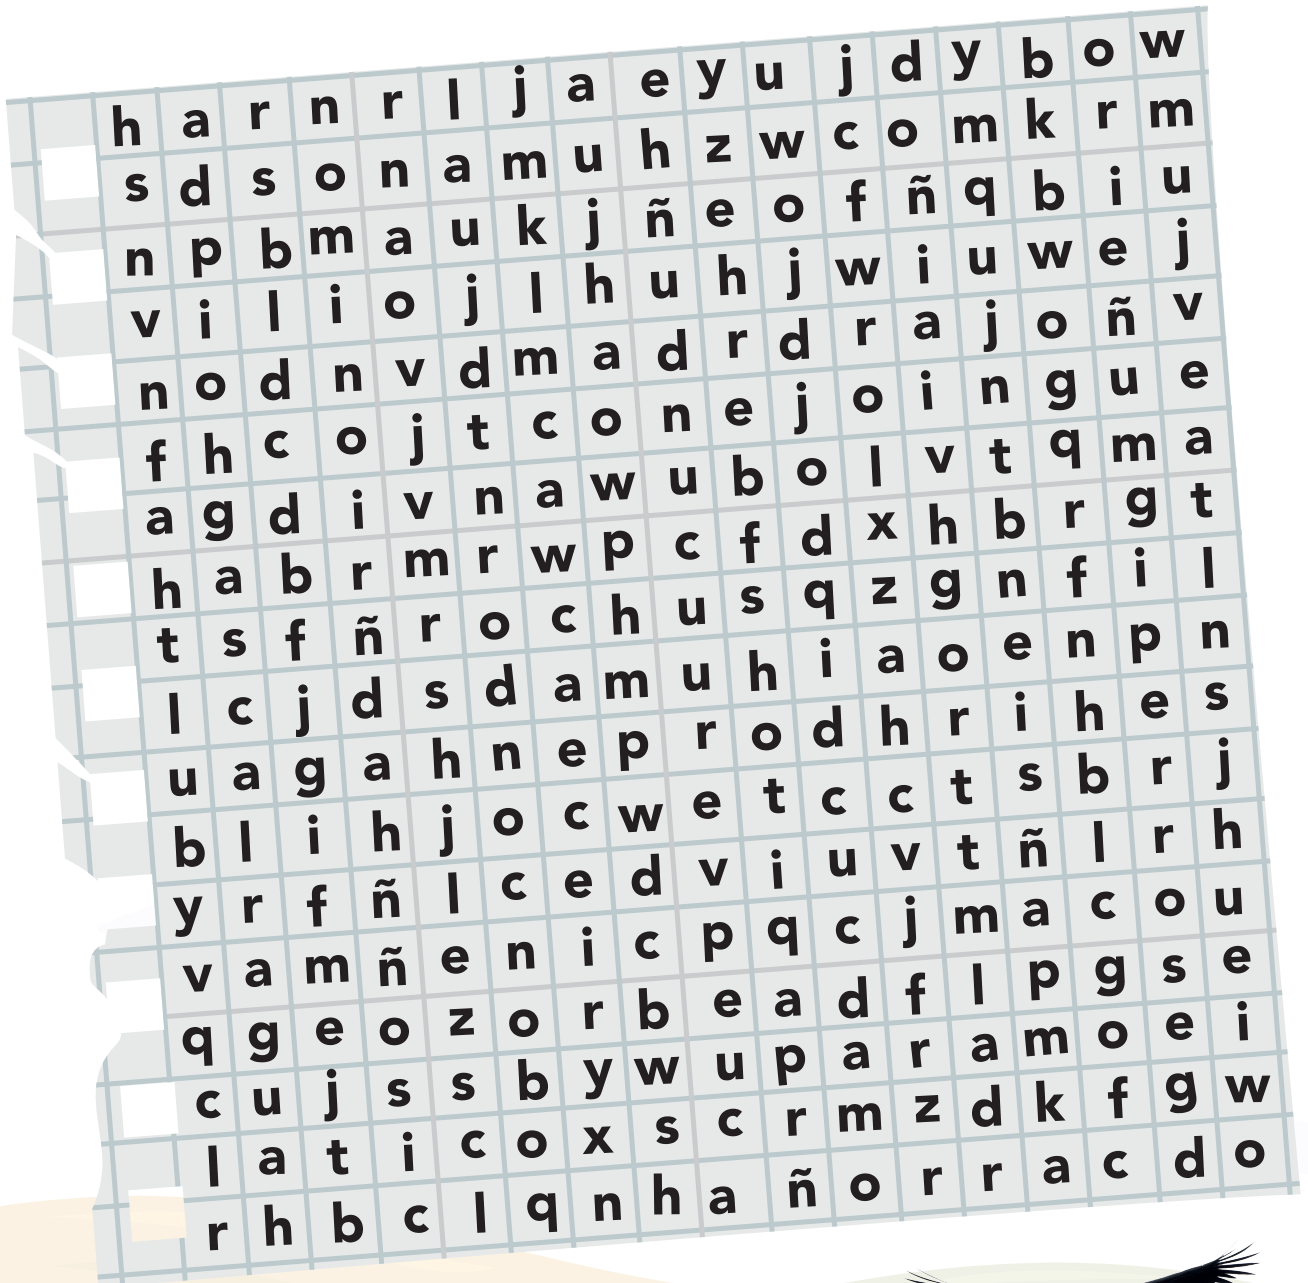 h a r n r l j a e y u j d y b o w
s d s o n a m u h z w c o m k r m
n p b m a u k j ñ e o f ñ q b i u
v i l i o j l h u h j w i u w e j
n o d n v d m a d r d r a j o ñ v
f h c o j t c o n e j o i n g u e
a g d i v n a w u b o l v t q m a
h a b r m r w p c f d x h b r g t
t s f ñ r o c h u s q z g n f i l
l c j d s d a m u h i a o e n p n
u a g a h n e p r o d h r i h e s
b l i h j o c w e t c c t s b r j
y r f ñ l c e d v i u v t ñ l r h
v a m ñ e n i c p q c j m a c o u
q g e o z o r b e a d f l p g s e
c u j s s b y w u p a r a m o e i
l a t i c o x s c r m z d k f g w
r h b c l q n h a ñ o r r a c d o